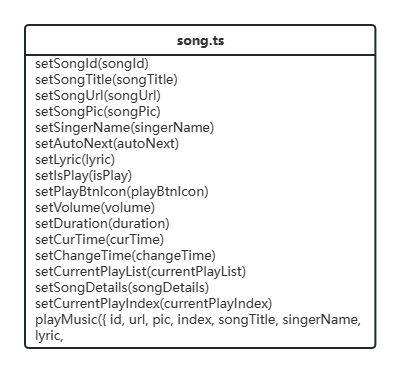 song.ts
setSongId(songId)
setSongTitle(songTitle)
setSongUrl(songUrl)
setSongPic(songPic)
setSingerName(singerName)
setAutoNext(autoNext)
setLyric(lyric)
setIsPlay(isPlay)
setPlayBtnIcon(playBtnIcon)
setVolume(volume)
setDuration(duration)
setCurTime(curTime)
setChangeTime(changeTime)
setCurrentPlayList(currentPlayList)
setSongDetails(songDetails)
setCurrentPlayIndex(currentPlayIndex)
playMusic({ id, url, pic, index, songTitle, singerName,
lyric,